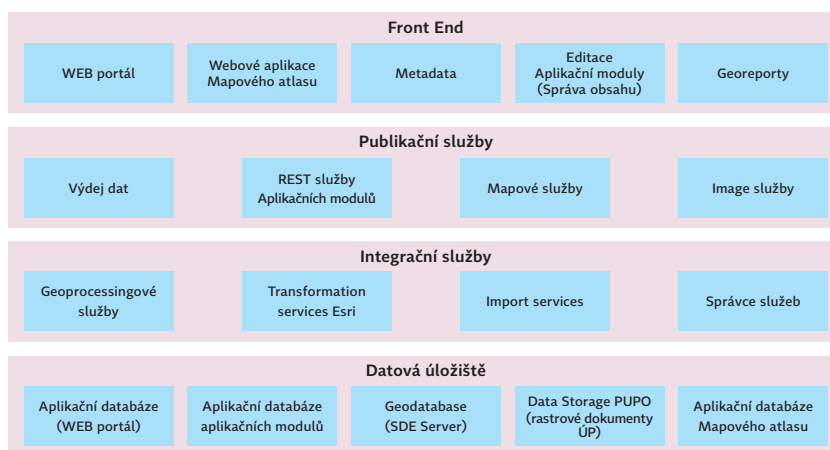 Front End
WEB portál
Webové aplikace
Mapového atlasu
Metadata
Editace
Aplikační moduly
(Správa obsahu)
Georeporty
Publikační služby
Výdej dat
REST služby
Aplikačních modulů
Mapové služby
Image služby
Integrační služby
Geoprocessingové
služby
Transformation
services Esri
Import services
Správce služeb
Datová úložiště
Aplikační databáze
(WEB portál)
Aplikační databáze
aplikačních modulů
Geodatabase
(SDE Server)
Data Storage PUPO
(rastrové dokumenty
ÚP)
Aplikační databáze
Mapového atlasu